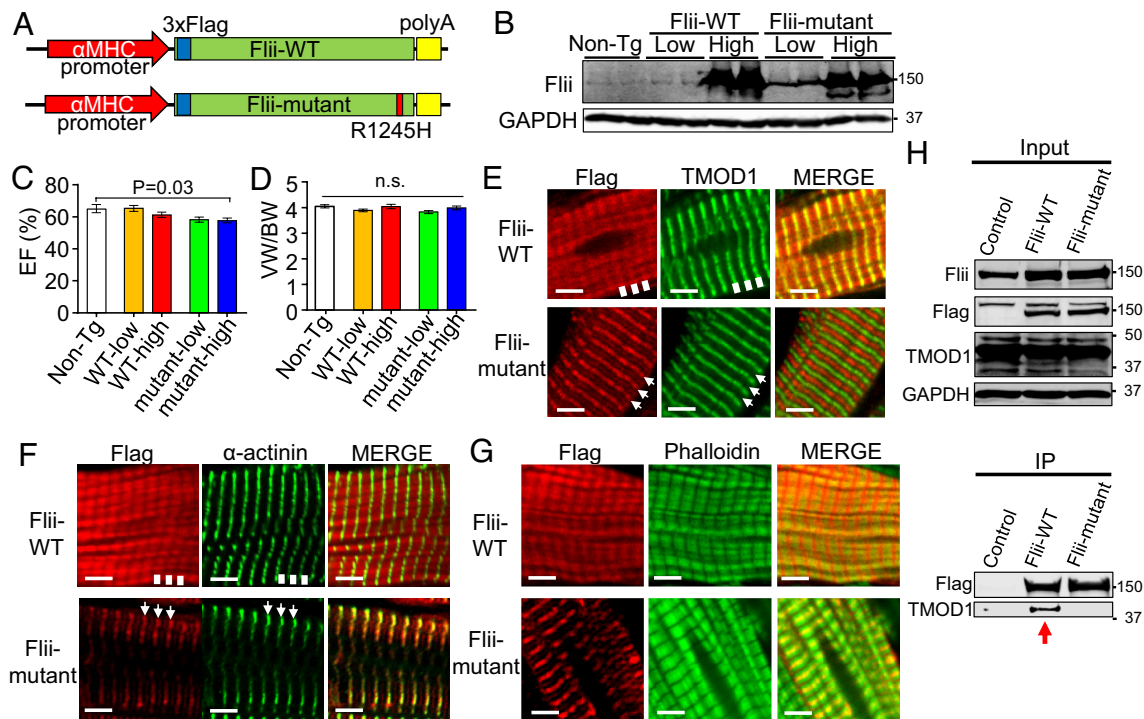 A
3xFlag
polyA
αMHC
promoter
Flii-WT
αMHC
promoter
Flii-mutant
R1245H
B
Flii-WT
Flii-mutant
Non-Tg
Low
High
Low
High
Flii
150
GAPDH
37
C
P=0.03
EF (%)
80
60
40
20
0
Non-Tg
WT-low
WT-high
mutant-low
mutant-high
D
n.s.
VW/BW
5
4
3
2
1
0
Non-Tg
WT-low
WT-high
mutant-low
mutant-high
E
Flag
TMOD1
MERGE
Flii-
WT
Flii-
mutant
F
Flag
α-actinin
MERGE
Flii-
WT
Flii-
mutant
G
Flag
Phalloidin
MERGE
Flii-
WT
Flii-
mutant
H
Input
Control
Flii-WT
Flii-mutant
Flii
150
Flag
150
TMOD1
50
37
GAPDH
37
IP
Control
Flii-WT
Flii-mutant
Flag
150
TMOD1
37